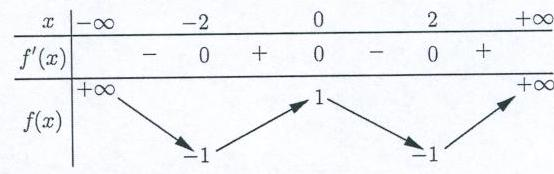 x −∞ −2 0 2 +∞
f′(x) − 0 + 0 − 0 +
f(x) +∞ −1 1 −1 +∞